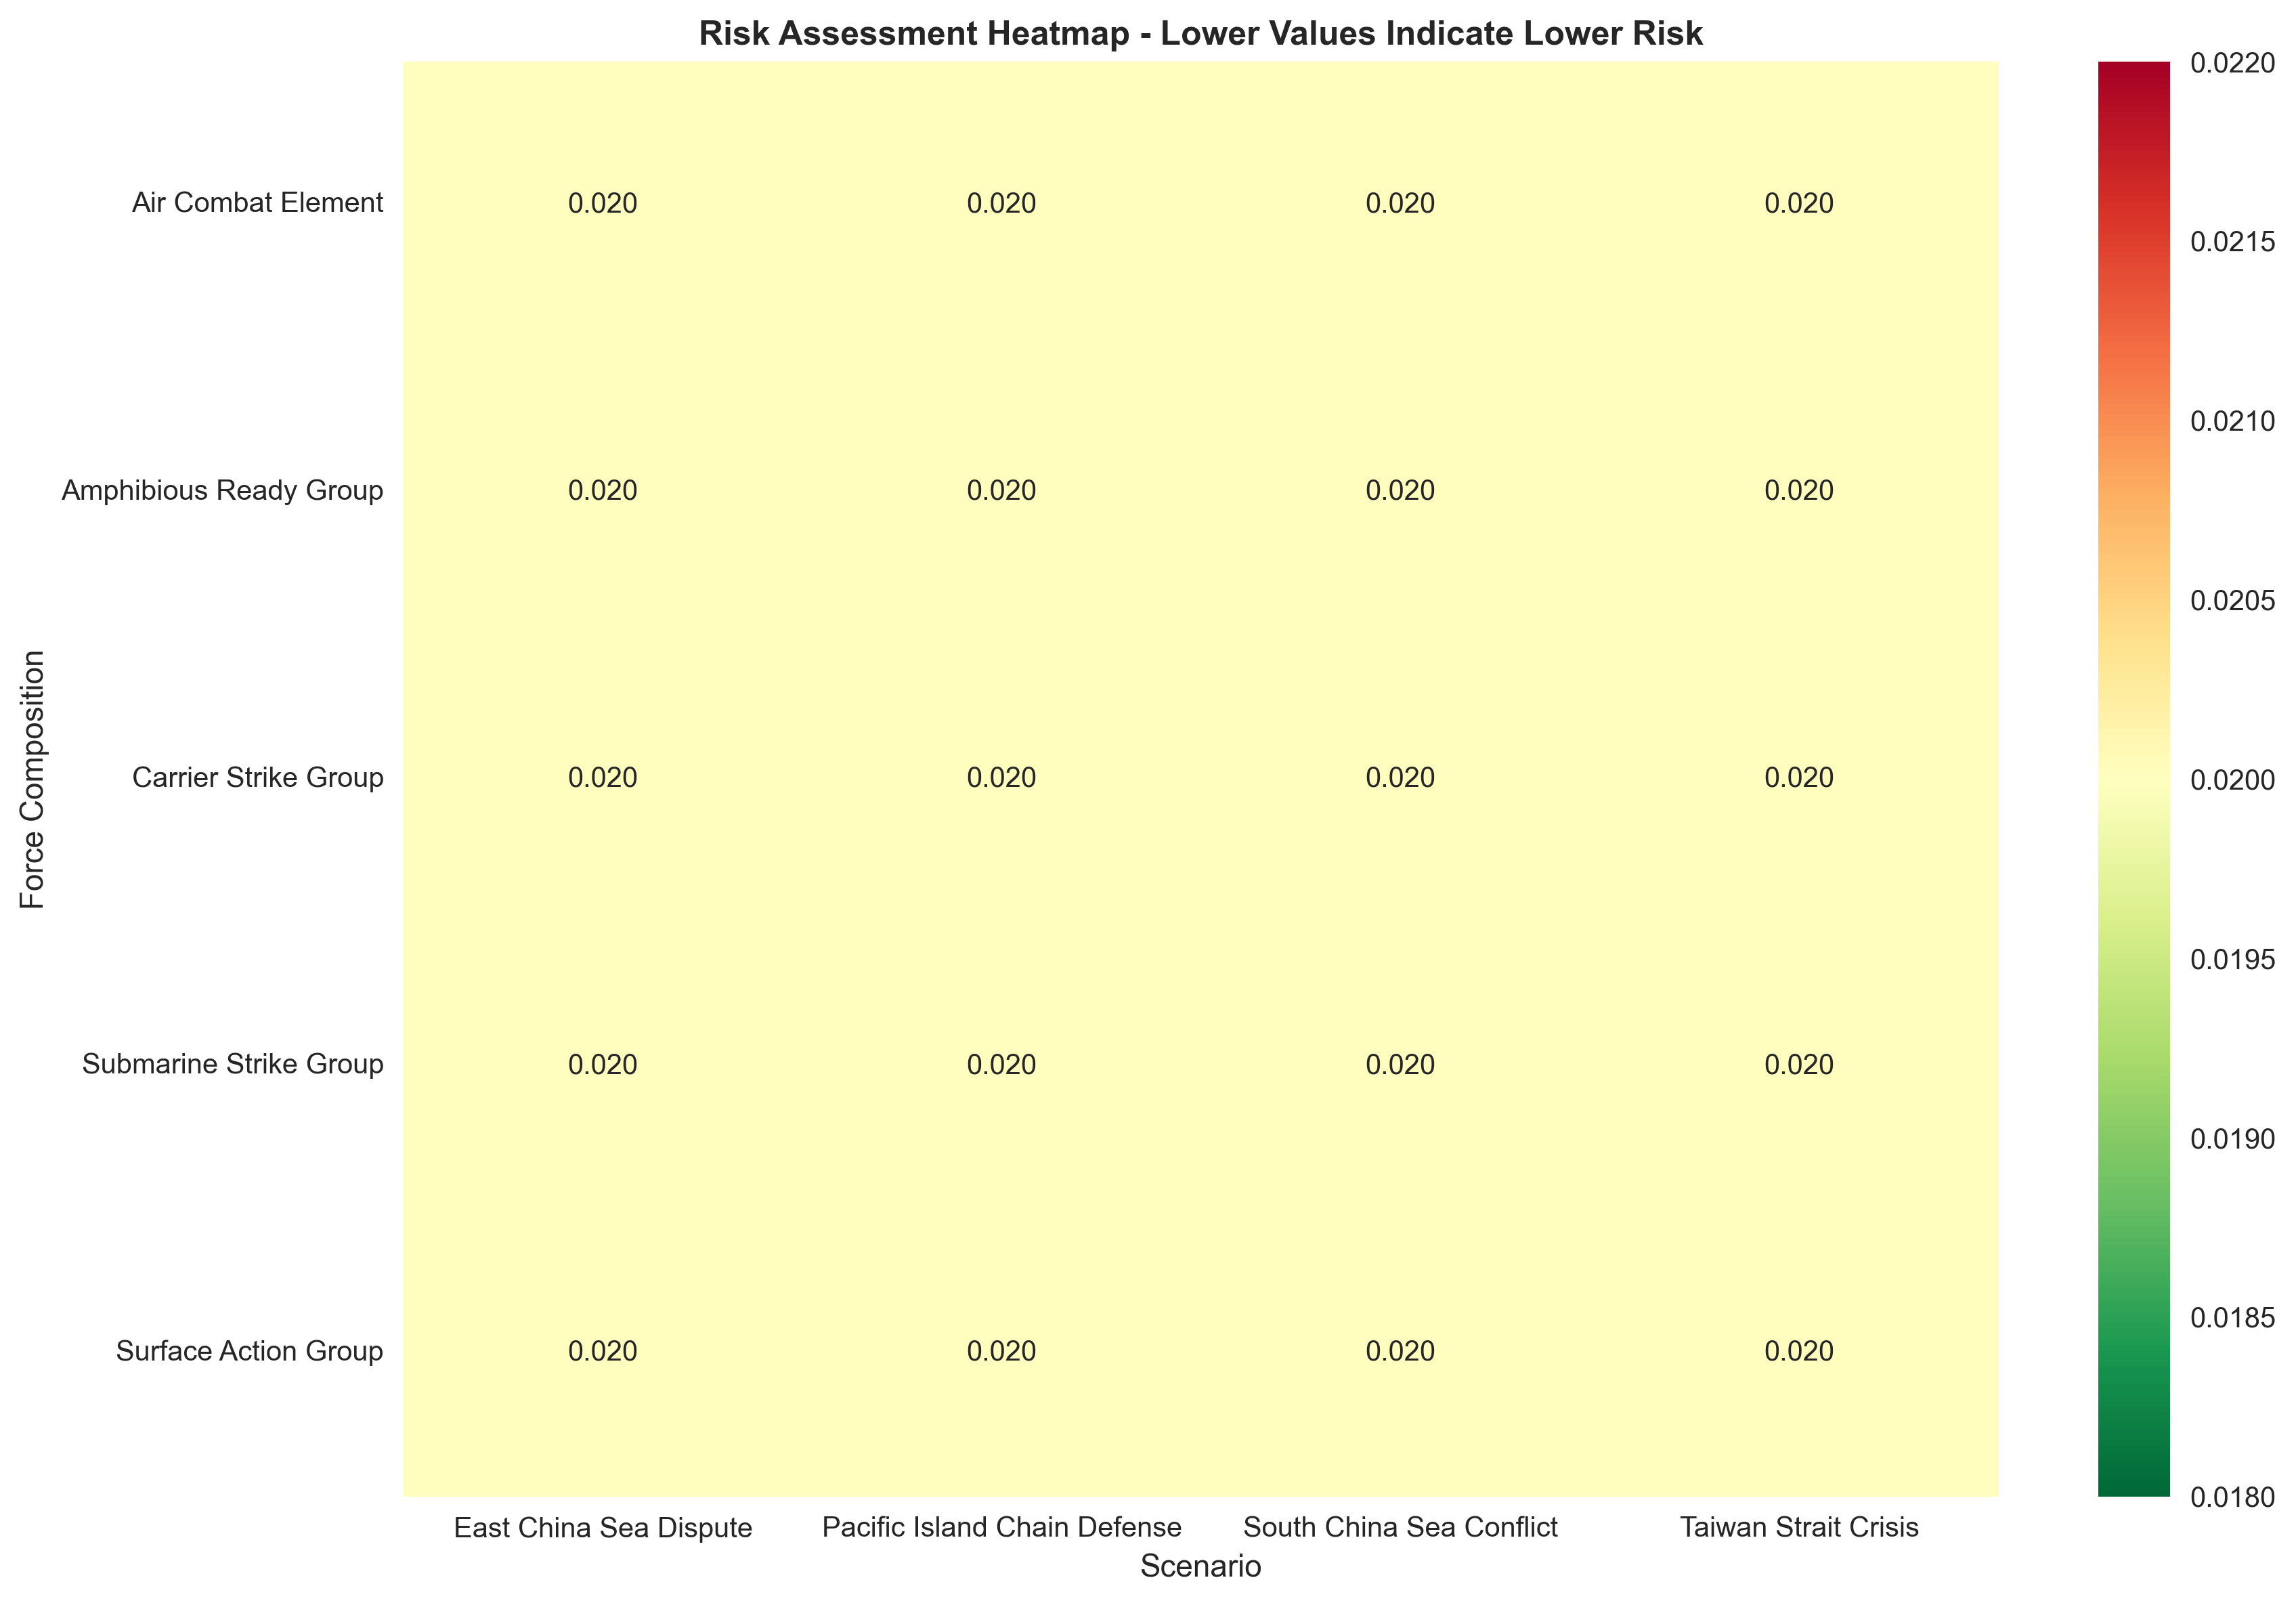 Risk Assessment Heatmap - Lower Values Indicate Lower Risk
Force Composition
Air Combat Element 0.020 0.020 0.020 0.020
Amphibious Ready Group 0.020 0.020 0.020 0.020
Carrier Strike Group 0.020 0.020 0.020 0.020
Submarine Strike Group 0.020 0.020 0.020 0.020
Surface Action Group 0.020 0.020 0.020 0.020
East China Sea Dispute Pacific Island Chain Defense South China Sea Conflict Taiwan Strait Crisis
Scenario
0.0220
0.0215
0.0210
0.0205
0.0200
0.0195
0.0190
0.0185
0.0180